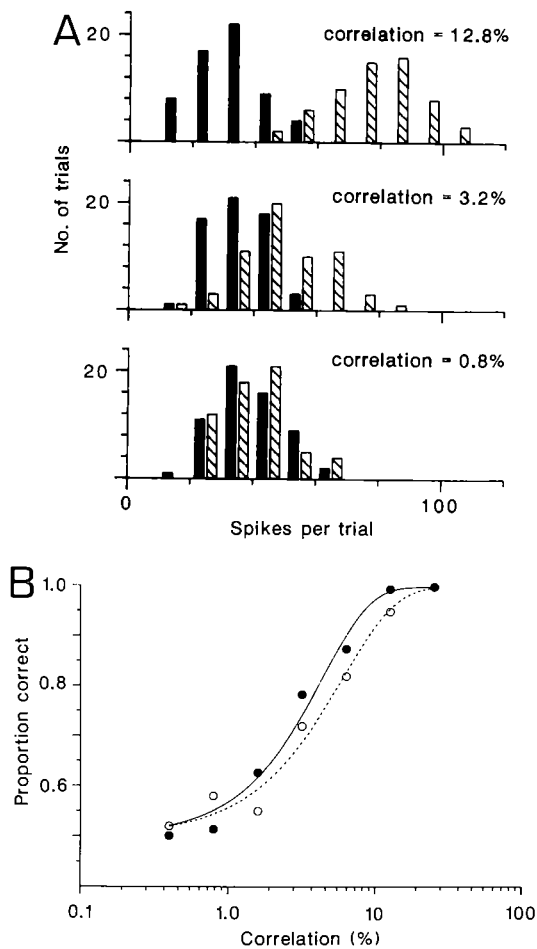 A
20
correlation = 12.8%
20
correlation = 3.2%
No. of trials
20
correlation = 0.8%
0
100
Spikes per trial
B
1.0
0.8
0.6
Proportion correct
0.1
1.0
10
100
Correlation (%)